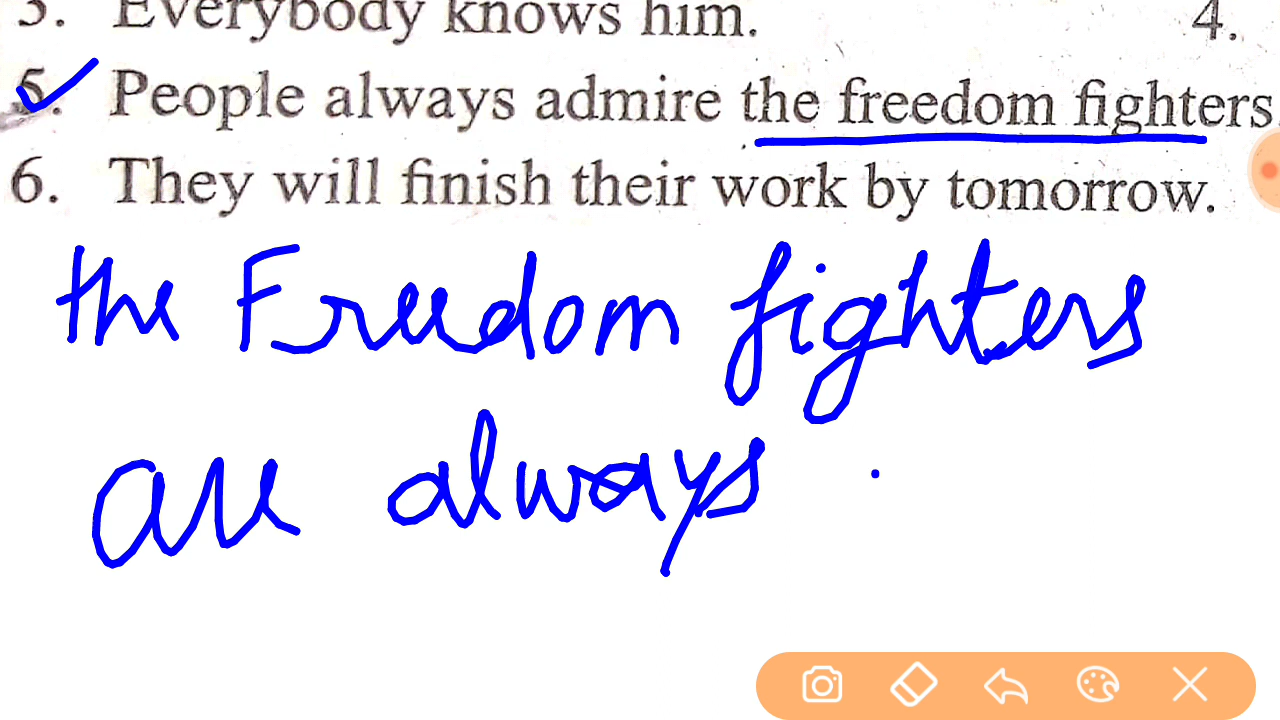 3. Everybody knows him. 4.
5. People always admire the freedom fighters.
6. They will finish their work by tomorrow.
the Freedom fighters
are always